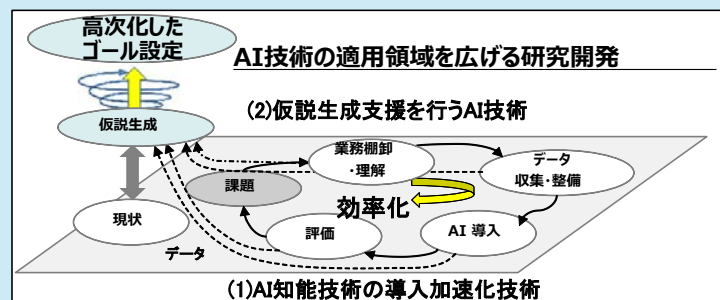 高次化した
ゴール設定
AI技術の適用領域を広げる研究開発
(2)仮説生成支援を行うAI技術
仮説生成
業務棚卸
・理解
データ
収集・整備
課題
効率化
現状
評価
AI 導入
データ
(1)AI知能技術の導入加速化技術